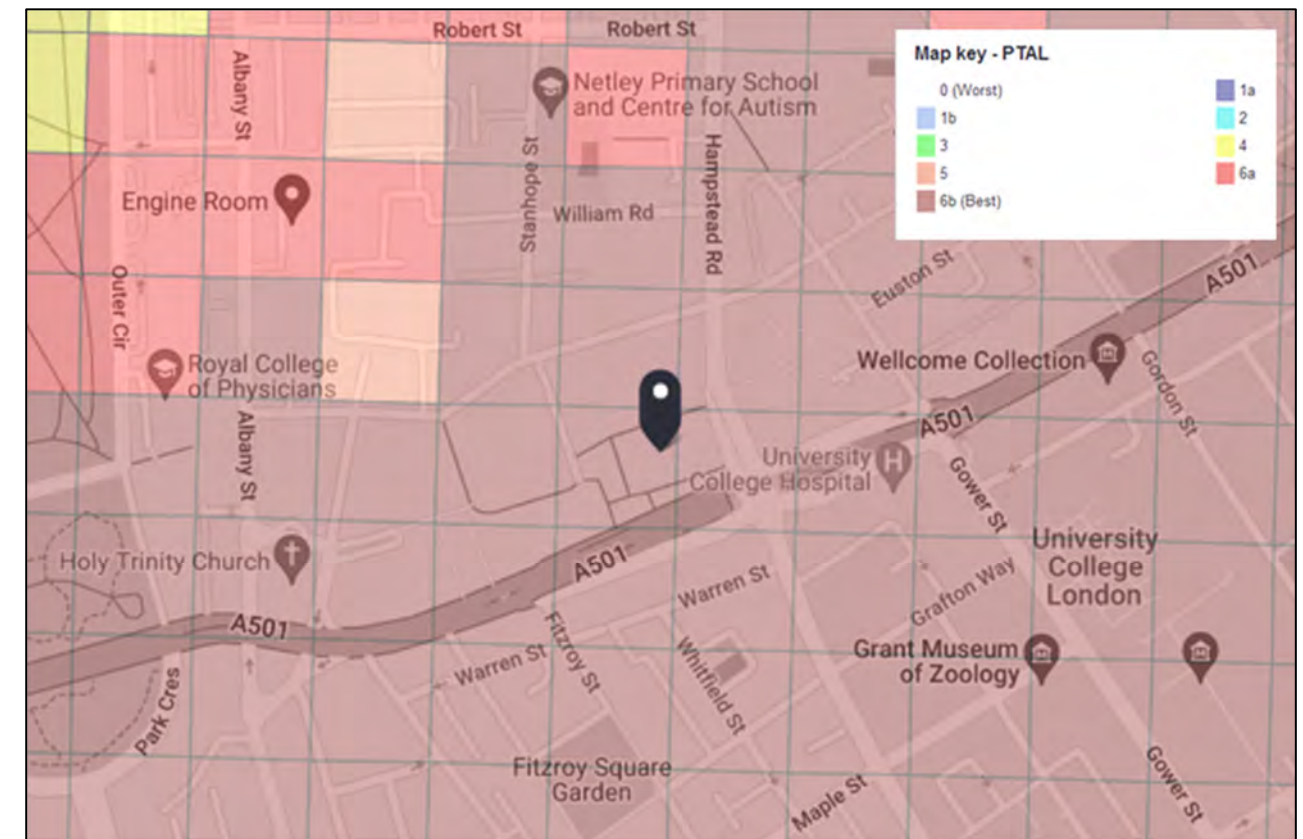 Robert St
Robert St
Map key - PTAL
0 (Worst)
1a
1b
2
3
4
5
6a
6b (Best)
Albany St
Netley Primary School
and Centre for Autism
Hampstead Rd
Stanhope St
Engine Room
William Rd
Outer Cir
Euston St
A501
Royal College
of Physicians
Wellcome Collection
Gordon St
Albany St
A501
University
College Hospital
Gower St
Holy Trinity Church
A501
University
College
London
Warren St
Grafton Way
A501
Fitzroy St
Warren St
Whitfield St
Grant Museum
of Zoology
Park Cres
Fitzroy Square
Garden
Maple St
Gower St
H